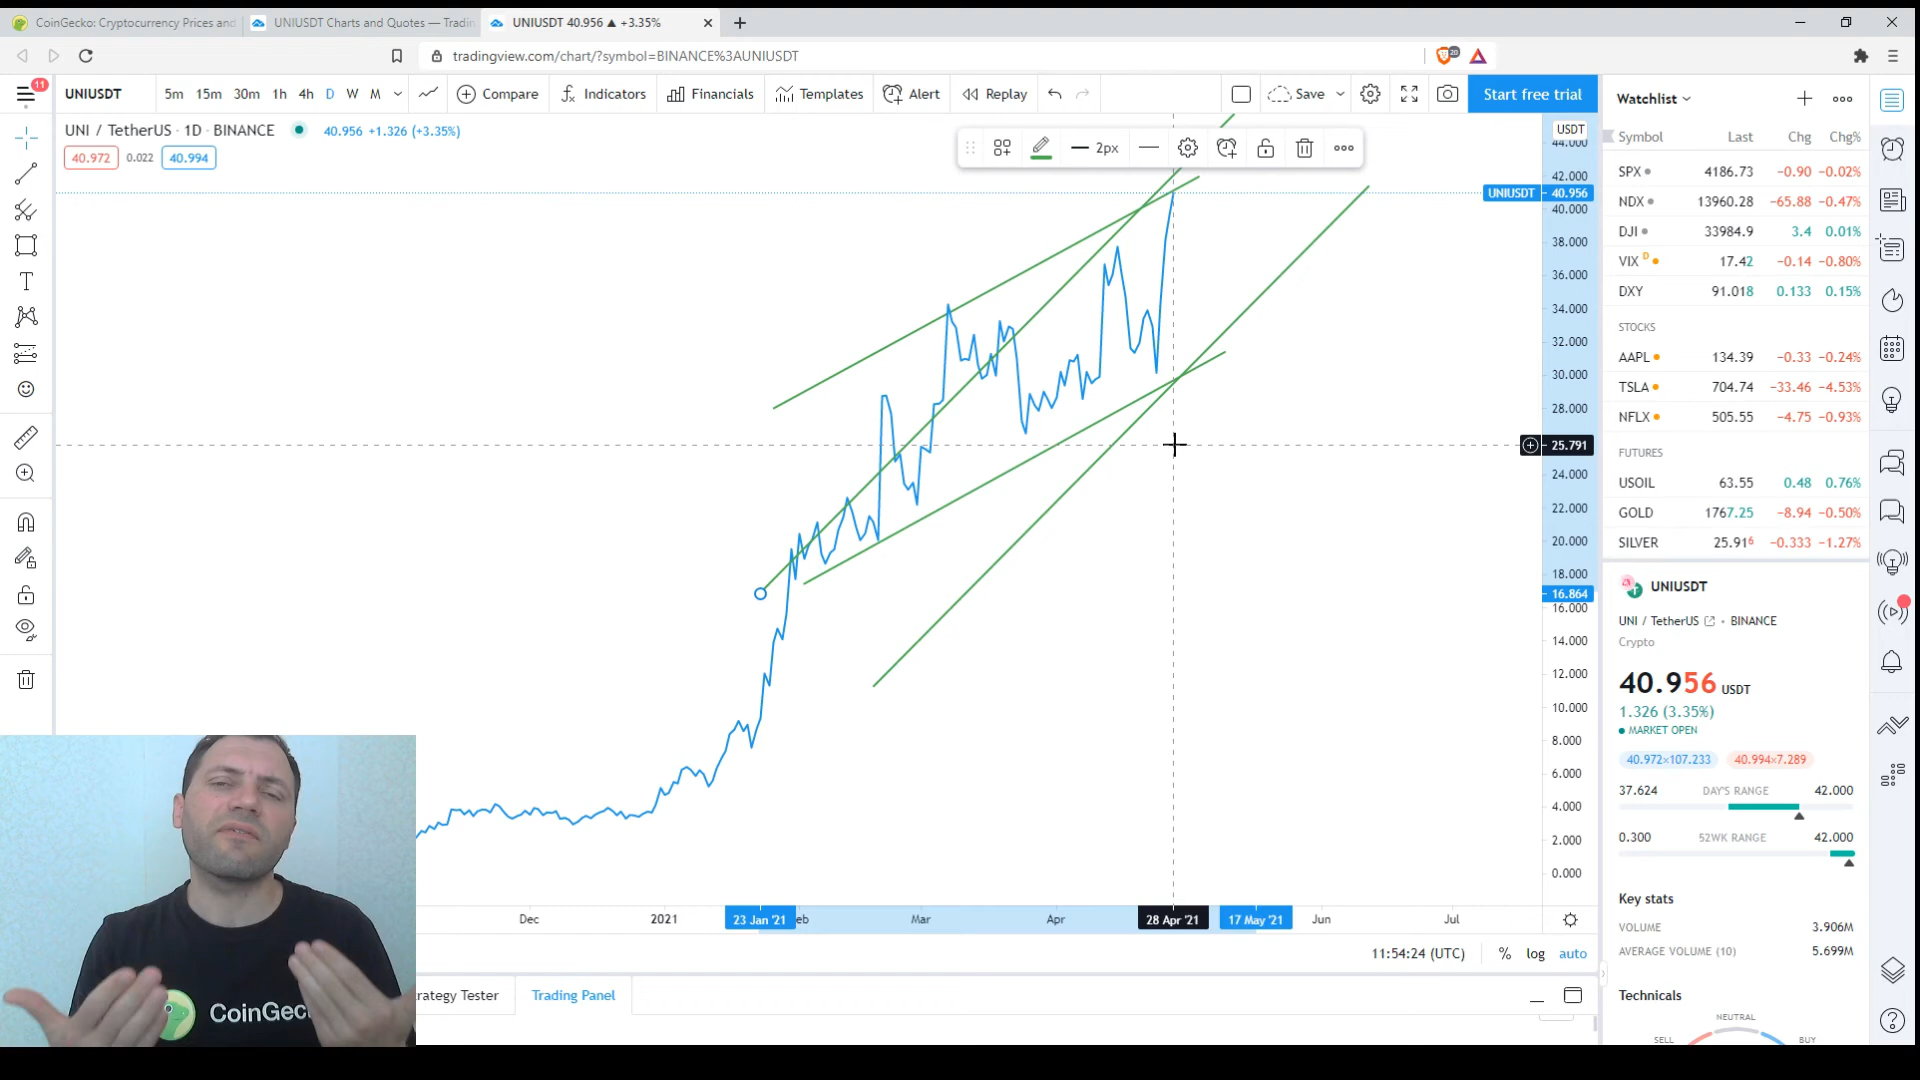 CoinGecko: Cryptocurrency Prices and
UNIUSDT Charts and Quotes — Tradin
UNIUSDT 40.956 ▲ +3.35%
tradingview.com/chart/?symbol=BINANCE%3AUNIUSDT
20
11
UNIUSDT 5m 15m 30m 1h 4h D W M Compare Indicators Financials Templates Alert Replay Save Start free trial
UNI / TetherUS · 1D · BINANCE 40.956 +1.326 (+3.35%)
40.972 0.022 40.994
2px
USDT
44.000
42.000
UNIUSDT 40.956
40.000
38.000
36.000
34.000
32.000
30.000
28.000
25.791
24.000
22.000
20.000
18.000
16.864
16.000
14.000
12.000
10.000
8.000
6.000
4.000
2.000
0.000
Dec 2021 23 Jan '21 eb Mar Apr 28 Apr '21 17 May '21 Jun Jul
11:54:24 (UTC) % log auto
rategy Tester Trading Panel
CoinGec
Watchlist
Symbol Last Chg Chg%
SPX 4186.73 −0.90 −0.02%
NDX 13960.28 −65.88 −0.47%
DJI 33984.9 3.4 0.01%
VIX D 17.42 −0.14 −0.80%
DXY 91.018 0.133 0.15%
STOCKS
AAPL 134.39 −0.33 −0.24%
TSLA 704.74 −33.46 −4.53%
NFLX 505.55 −4.75 −0.93%
FUTURES
USOIL 63.55 0.48 0.76%
GOLD 1767.25 −8.94 −0.50%
SILVER 25.916 −0.333 −1.27%
UNIUSDT
UNI / TetherUS • BINANCE
Crypto
40.956 USDT
1.326 (3.35%)
MARKET OPEN
40.972×107.233 40.994×7.289
37.624 DAY'S RANGE 42.000
0.300 52WK RANGE 42.000
Key stats
VOLUME 3.906M
AVERAGE VOLUME (10) 5.699M
Technicals
NEUTRAL
SELL BUY